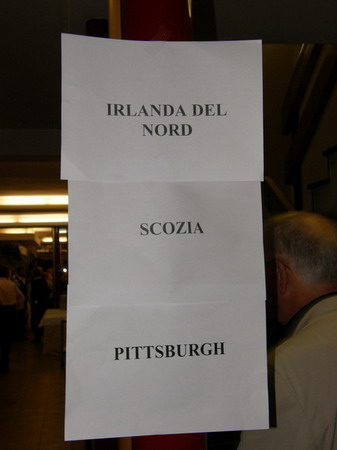 IRLANDA DEL
NORD
SCOZIA
PITTSBURGH